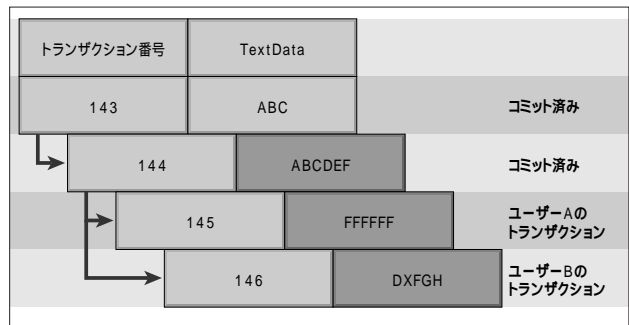 トランザクション番号 TextData
143 ABC コミット済み
144 ABCDEF コミット済み
145 FFFFFF ユーザーAの
トランザクション
146 DXFGH ユーザーBの
トランザクション